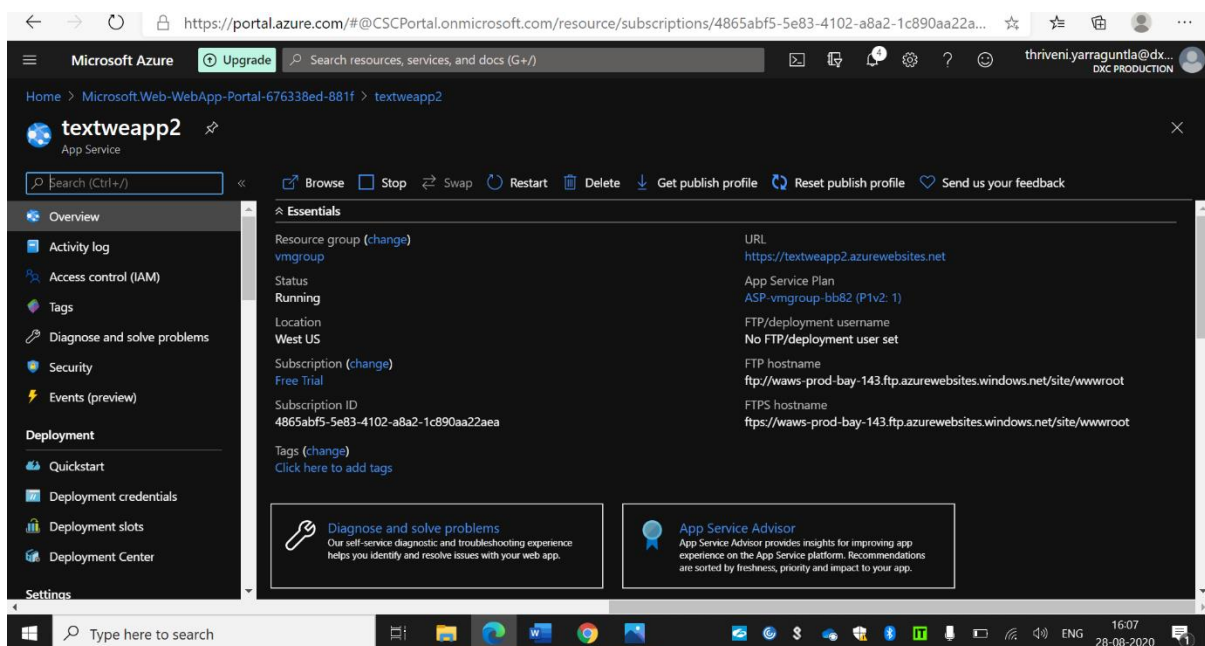 https://portal.azure.com/#@CSCPortal.onmicrosoft.com/resource/subscriptions/4865abf5-5e83-4102-a8a2-1c890aa22a...
Microsoft Azure
Upgrade
Search resources, services, and docs (G+/)
4
thriveni.yarraguntla@dx...
DXC PRODUCTION
Home > Microsoft.Web-WebApp-Portal-676338ed-881f > textweapp2
textweapp2
App Service
Search (Ctrl+/)
Browse Stop Swap Restart Delete Get publish profile Reset publish profile Send us your feedback
Overview
Activity log
Access control (IAM)
Tags
Diagnose and solve problems
Security
Events (preview)
Deployment
Quickstart
Deployment credentials
Deployment slots
Deployment Center
Settings
Essentials
Resource group (change)
vmgroup
Status
Running
Location
West US
Subscription (change)
Free Trial
Subscription ID
4865abf5-5e83-4102-a8a2-1c890aa22aea
Tags (change)
Click here to add tags
URL
https://textweapp2.azurewebsites.net
App Service Plan
ASP-vmgroup-bb82 (P1v2: 1)
FTP/deployment username
No FTP/deployment user set
FTP hostname
ftp://waws-prod-bay-143.ftp.azurewebsites.windows.net/site/wwwroot
FTPS hostname
ftps://waws-prod-bay-143.ftp.azurewebsites.windows.net/site/wwwroot
Diagnose and solve problems
Our self-service diagnostic and troubleshooting experience
helps you identify and resolve issues with your web app.
App Service Advisor
App Service Advisor provides insights for improving app
experience on the App Service platform. Recommendations
are sorted by freshness, priority and impact to your app.
Type here to search
ENG
16:07
28-08-2020
1